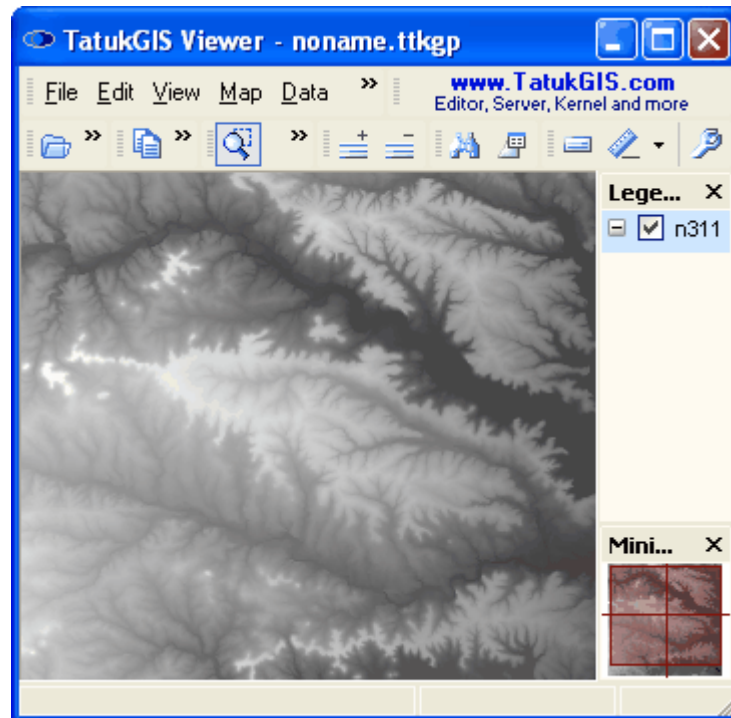 TatukGIS Viewer - noname.ttkgp
File Edit View Map Data »
www.TatukGIS.com
Editor, Server, Kernel and more
Lege...
n311
Mini...